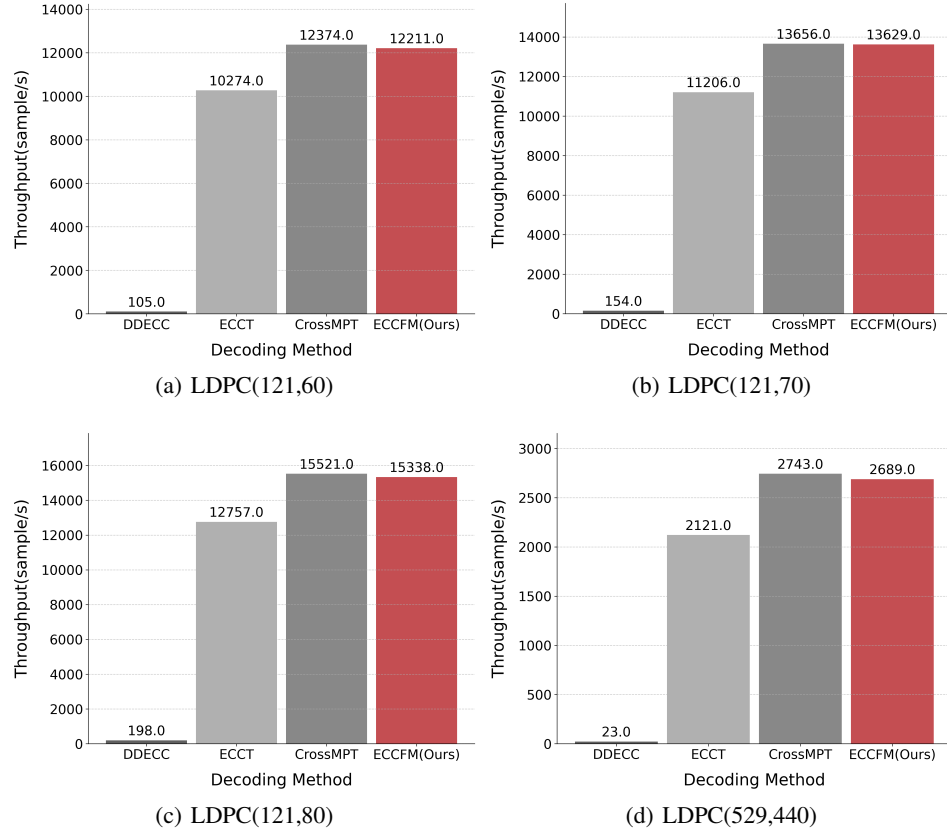 12000
10000
8000
6000
4000
2000
0
Throughput(sample/s)
105.0
10274.0
12374.0
12211.0
DDECC
ECCT
CrossMPT
ECCFM(Ours)
Decoding Method
(a) LDPC(121,60)
14000
12000
10000
8000
6000
4000
2000
0
Throughput(sample/s)
154.0
11206.0
13656.0
13629.0
DDECC
ECCT
CrossMPT
ECCFM(Ours)
Decoding Method
(b) LDPC(121,70)
16000
14000
12000
10000
8000
6000
4000
2000
0
Throughput(sample/s)
198.0
12757.0
15521.0
15338.0
DDECC
ECCT
CrossMPT
ECCFM(Ours)
Decoding Method
(c) LDPC(121,80)
3000
2500
2000
1500
1000
500
0
Throughput(sample/s)
23.0
2121.0
2743.0
2689.0
DDECC
ECCT
CrossMPT
ECCFM(Ours)
Decoding Method
(d) LDPC(529,440)